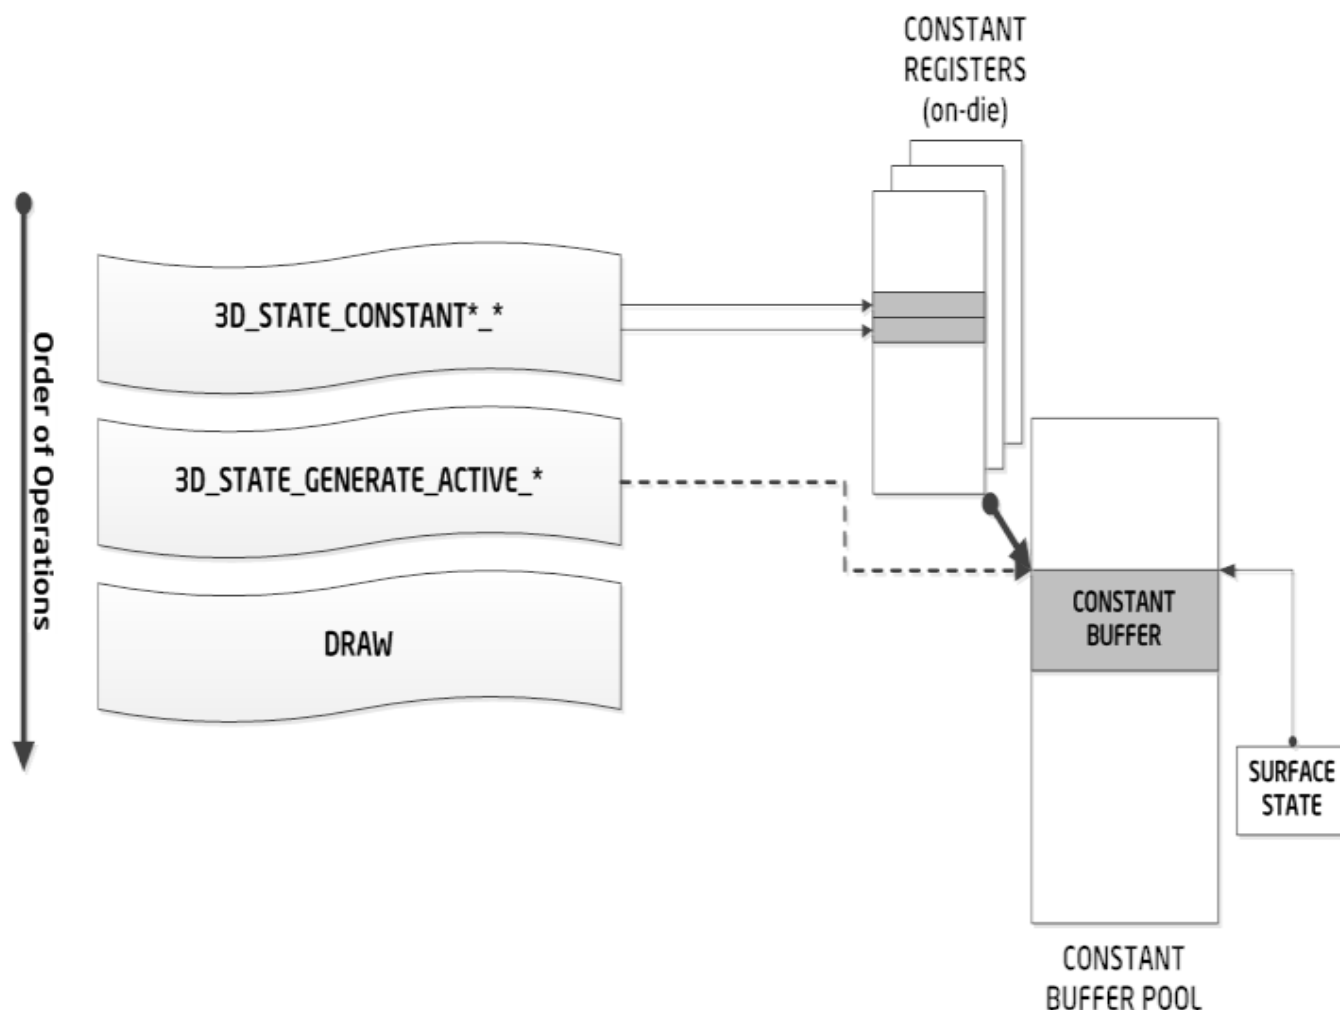 CONSTANT
REGISTERS
(on-die)
Order of Operations
3D_STATE_CONSTANT*_*
3D_STATE_GENERATE_ACTIVE_*
DRAW
CONSTANT
BUFFER
SURFACE
STATE
CONSTANT
BUFFER POOL